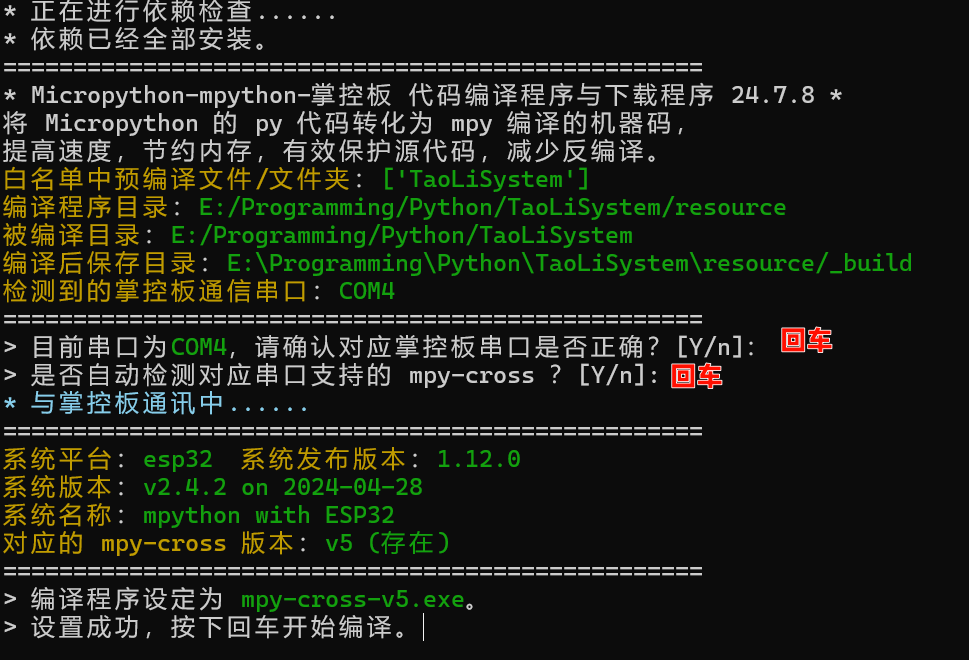 * 正在进行依赖检查......
* 依赖已经全部安装。
==================================================
* Micropython-mpython-掌控板 代码编译程序与下载程序 24.7.8 *
将 Micropython 的 py 代码转化为 mpy 编译的机器码，
提高速度，节约内存，有效保护源代码，减少反编译。
白名单中预编译文件/文件夹：['TaoLiSystem']
编译程序目录：E:/Programming/Python/TaoLiSystem/resource
被编译目录：E:/Programming/Python/TaoLiSystem
编译后保存目录：E:\Programming\Python\TaoLiSystem\resource/_build
检测到的掌控板通信串口：COM4
==================================================
> 目前串口为COM4，请确认对应掌控板串口是否正确？[Y/n]: 回车
> 是否自动检测对应串口支持的 mpy-cross ？[Y/n]: 回车
* 与掌控板通讯中......
==================================================
系统平台：esp32  系统发布版本：1.12.0
系统版本：v2.4.2 on 2024-04-28
系统名称：mpython with ESP32
对应的 mpy-cross 版本：v5（存在）
==================================================
> 编译程序设定为 mpy-cross-v5.exe。
> 设置成功，按下回车开始编译。